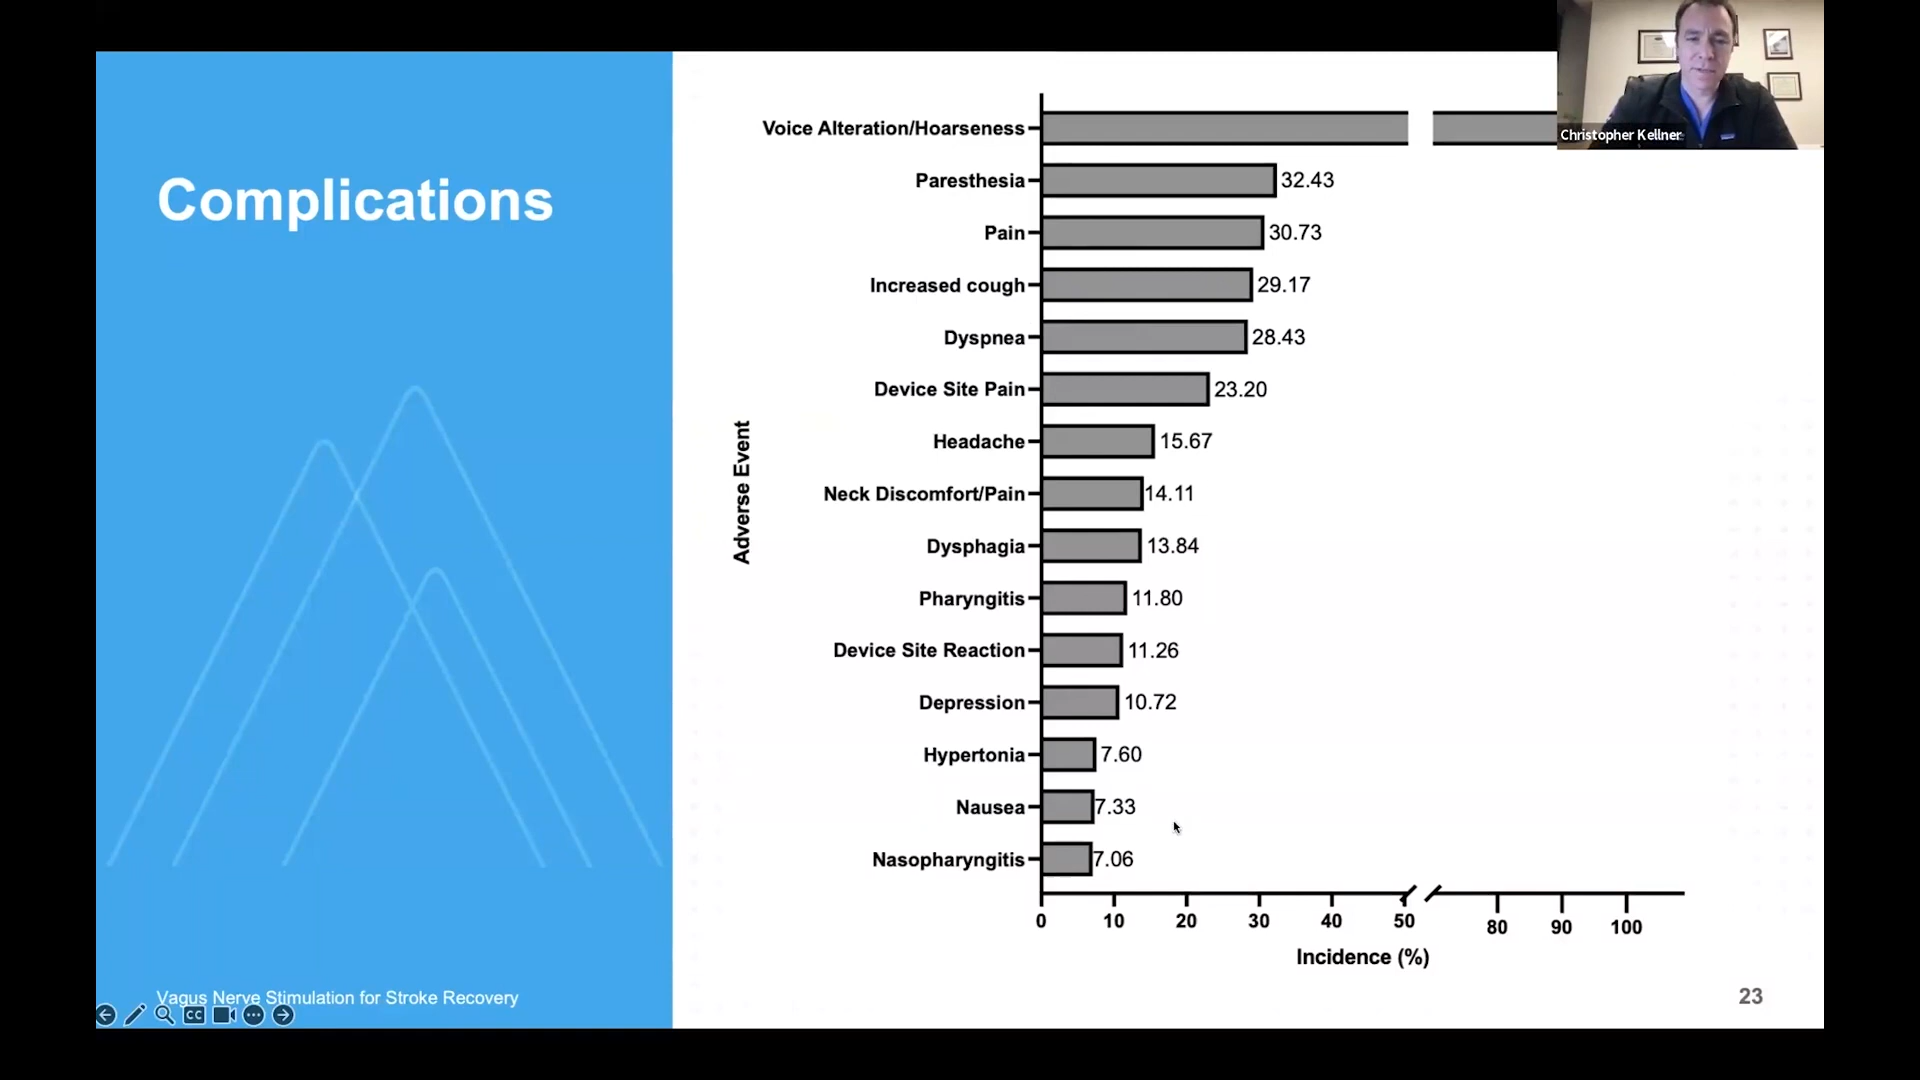 Christopher Kellner
Complications
Adverse Event
Voice Alteration/Hoarseness
Paresthesia 32.43
Pain 30.73
Increased cough 29.17
Dyspnea 28.43
Device Site Pain 23.20
Headache 15.67
Neck Discomfort/Pain 14.11
Dysphagia 13.84
Pharyngitis 11.80
Device Site Reaction 11.26
Depression 10.72
Hypertonia 7.60
Nausea 7.33
Nasopharyngitis 7.06
0 10 20 30 40 50 80 90 100
Incidence (%)
Vagus Nerve Stimulation for Stroke Recovery
CC
23